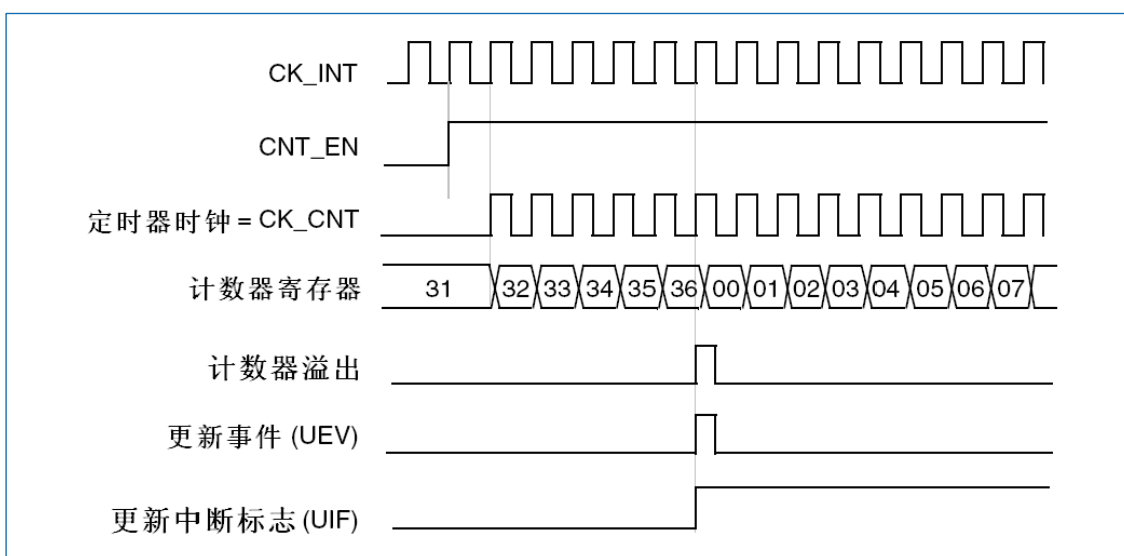 CK_INT
CNT_EN
定时器时钟 = CK_CNT
计数器寄存器 31 32 33 34 35 36 00 01 02 03 04 05 06 07
计数器溢出
更新事件 (UEV)
更新中断标志 (UIF)